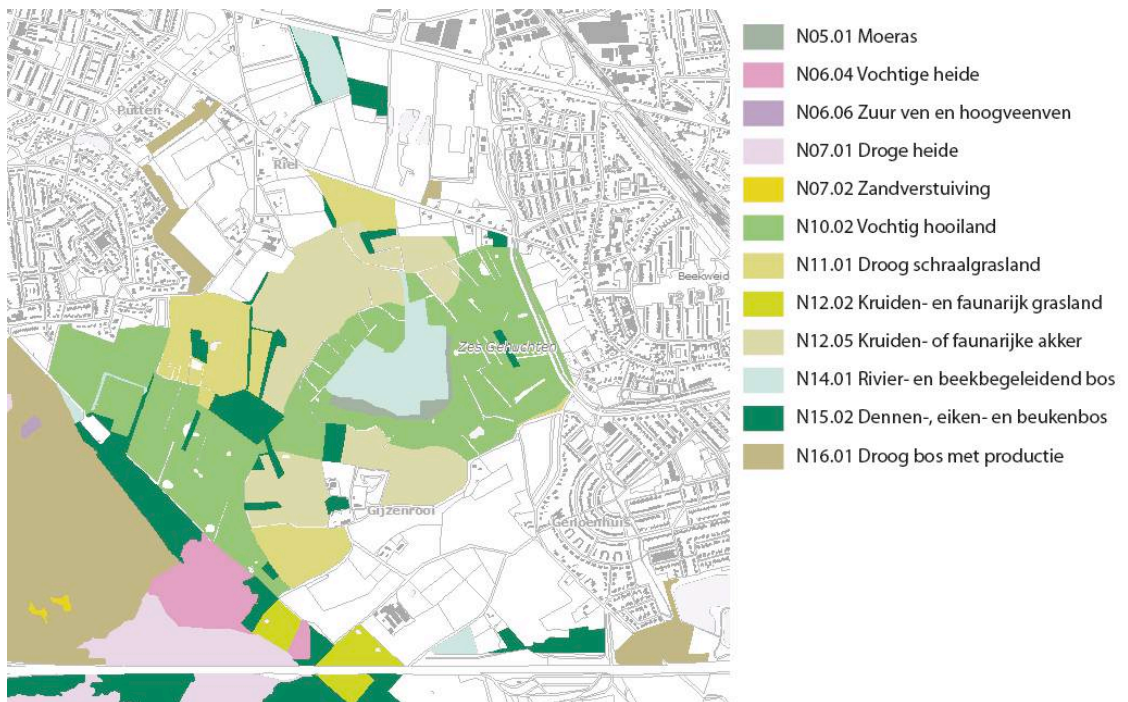 N05.01 Moeras
N06.04 Vochtige heide
N06.06 Zuur ven en hoogveenven
N07.01 Droge heide
N07.02 Zandverstuiving
N10.02 Vochtig hooiland
N11.01 Droog schraalgrasland
N12.02 Kruiden- en faunarijk grasland
N12.05 Kruiden- of faunarijke akker
N14.01 Rivier- en beekbegeleidend bos
N15.02 Dennen-, eiken- en beukenbos
N16.01 Droog bos met productie
Putten
Riel
Beekweid
Zes Gehuchten
Gijzenrooi
Genoenhuis